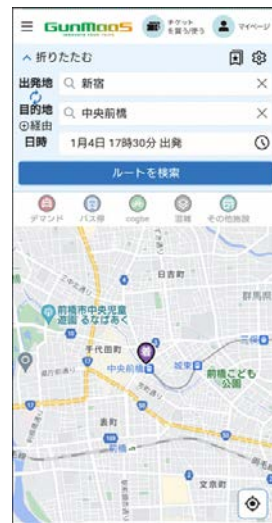 GunMaaS
チケット
を買う/使う
マイページ
折りたたむ
出発地
新宿
目的地
中央前橋
経由
日時
1月4日 17時30分 出発
ルートを検索
デマンド
バス停
cogbe
混雑
その他施設
日吉町
群馬県
前橋市中央児童
遊園 るなぱあく
千代田町
着
三俣
中央前橋
城東
前橋こども
公園
表町
前橋
文京町